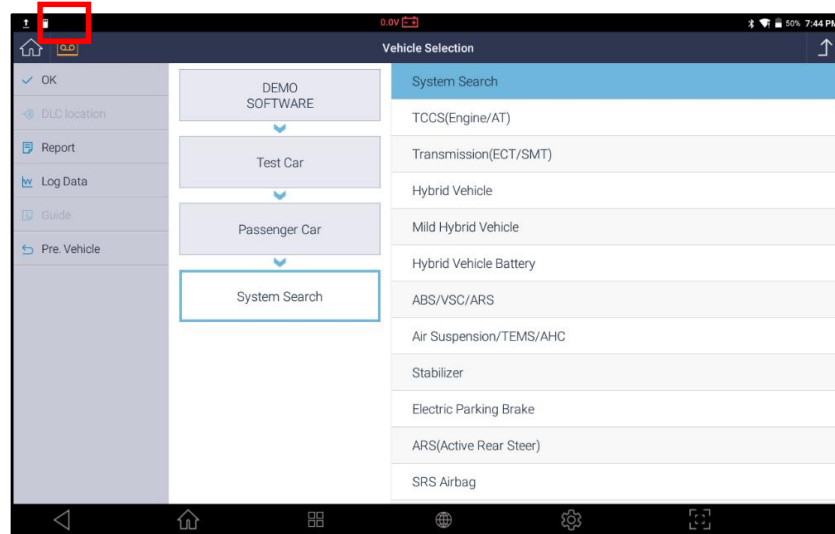 0.0V
50% 7:44 PM
Vehicle Selection
OK
DLC location
Report
Log Data
Guide
Pre. Vehicle
DEMO
SOFTWARE
Test Car
Passenger Car
System Search
System Search
TCCS(Engine/AT)
Transmission(ECT/SMT)
Hybrid Vehicle
Mild Hybrid Vehicle
Hybrid Vehicle Battery
ABS/VSC/ARS
Air Suspension/TEMS/AHC
Stabilizer
Electric Parking Brake
ARS(Active Rear Steer)
SRS Airbag